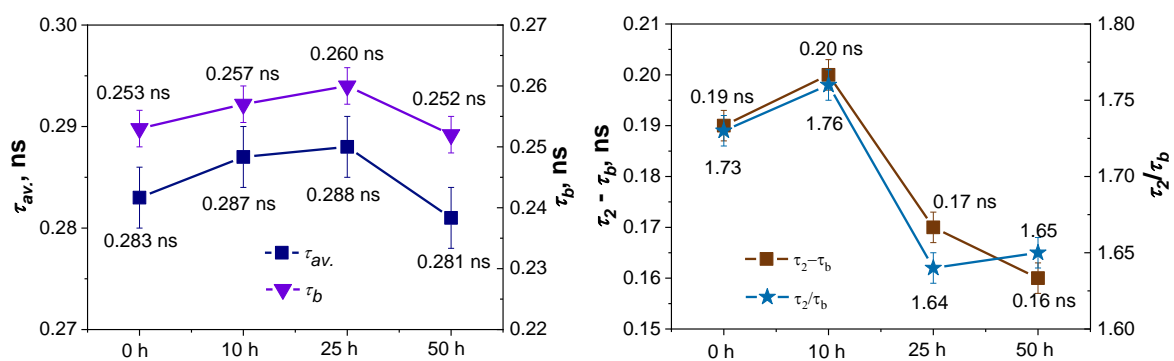 0.30
0.29
0.28
0.27
τav., ns
0.253 ns
0.257 ns
0.260 ns
0.252 ns
0.283 ns
0.287 ns
0.288 ns
0.281 ns
τav.
τb
0 h
10 h
25 h
50 h
0.27
0.26
0.25
0.24
0.23
0.22
τb, ns
0.21
0.20
0.19
0.18
0.17
0.16
0.15
τ2 - τb, ns
0.19 ns
0.20 ns
0.17 ns
0.16 ns
1.73
1.76
1.64
1.65
τ2–τb
τ2/τb
0 h
10 h
25 h
50 h
1.80
1.75
1.70
1.65
1.60
τ2/τb